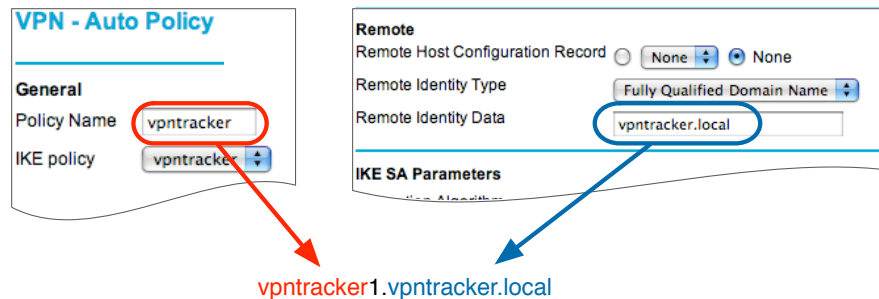 VPN - Auto Policy
General
Policy Name vpntracker
IKE policy vpntracker
Remote
Remote Host Configuration Record None None
Remote Identity Type Fully Qualified Domain Name
Remote Identity Data vpntracker.local
IKE SA Parameters
vpntracker1.vpntracker.local